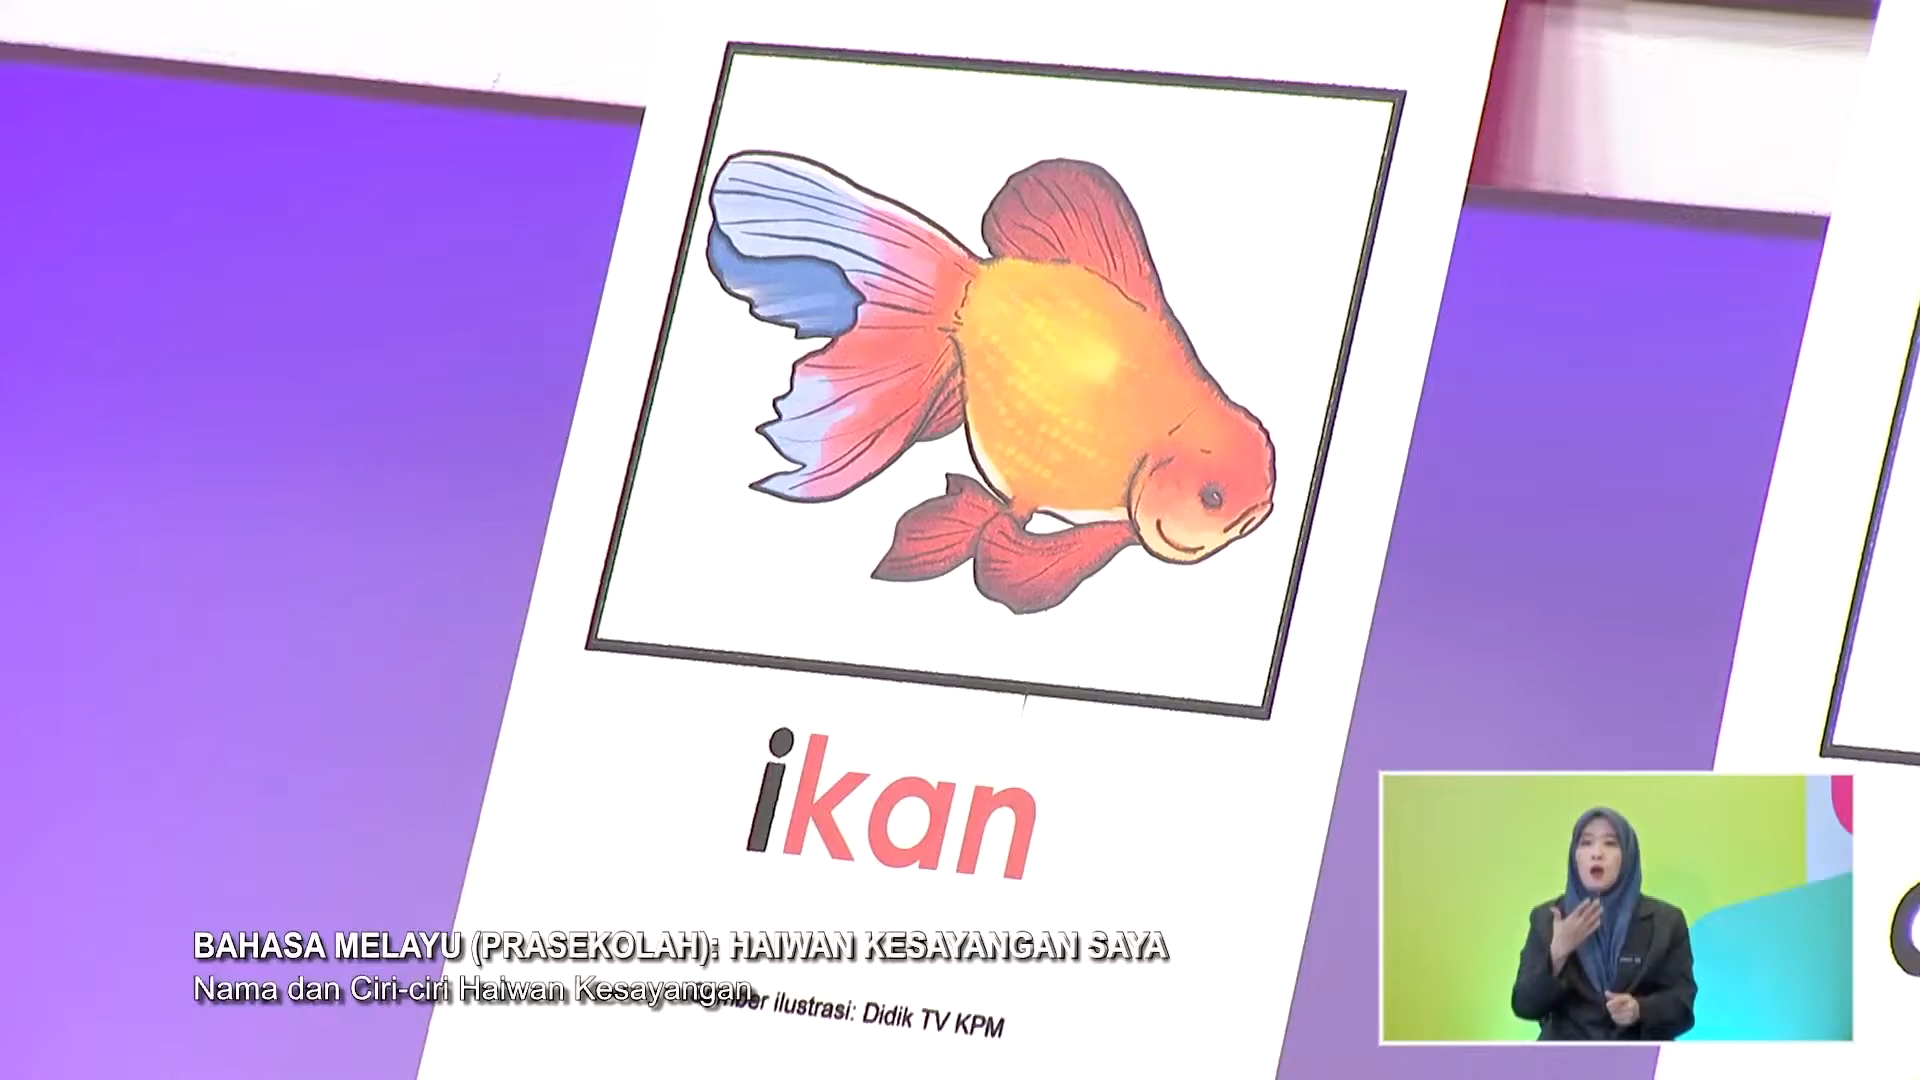 ikan
BAHASA MELAYU (PRASEKOLAH): HAIWAN KESAYANGAN SAYA
Nama dan Ciri-ciri Haiwan Kesayangan
ilustrasi: Didik TV KPM